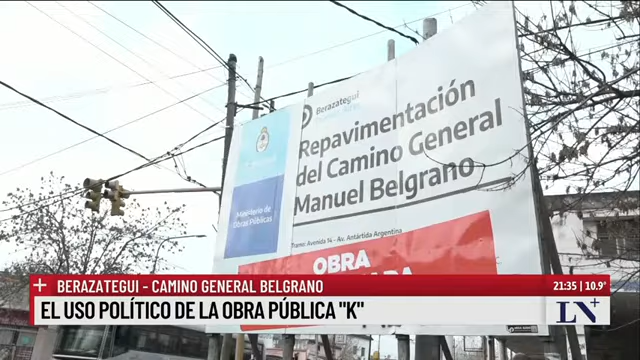 Berazategui
Repavimentación
del Camino General
Manuel Belgrano
Ministerio de
Obras Públicas
Tramo: Avenida 14 - Av. Antártida Argentina
OBRA
BERAZATEGUI - CAMINO GENERAL BELGRANO
21:35 | 10.9°
EL USO POLÍTICO DE LA OBRA PÚBLICA "K"
LN+